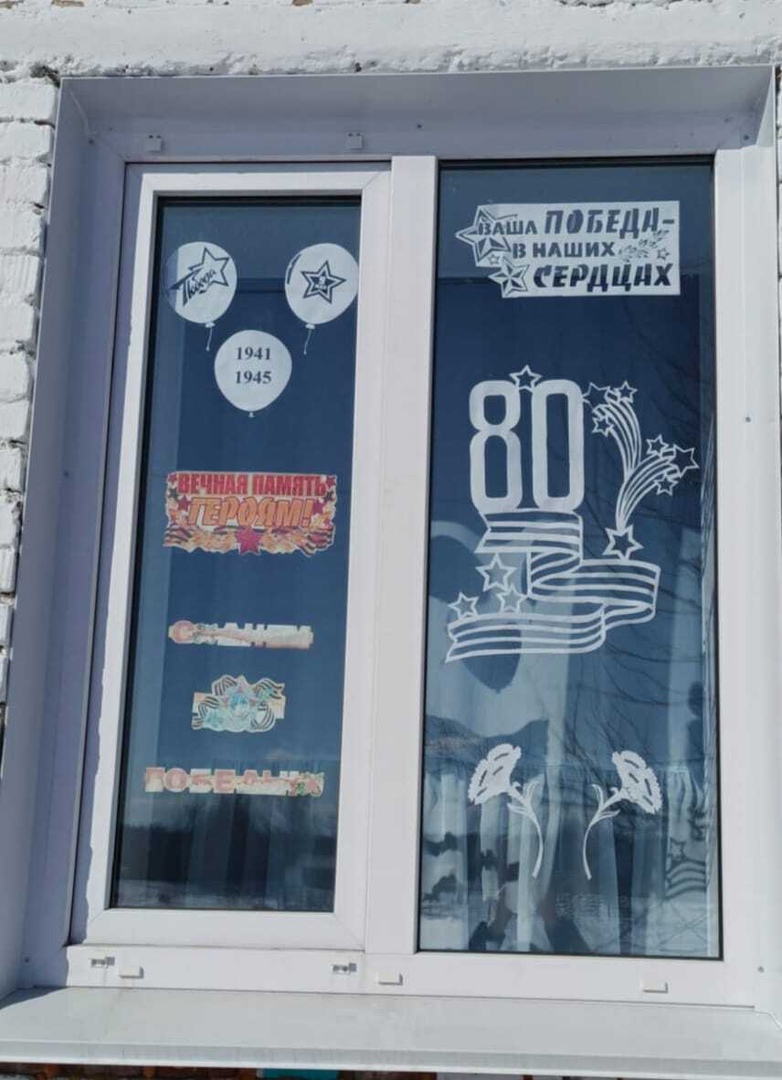 Победа
1941
1945
ВЕЧНАЯ ПАМЯТЬ
ГЕРОЯМ!
ВАША ПОБЕДА-
В НАШИХ
СЕРДЦАХ
80